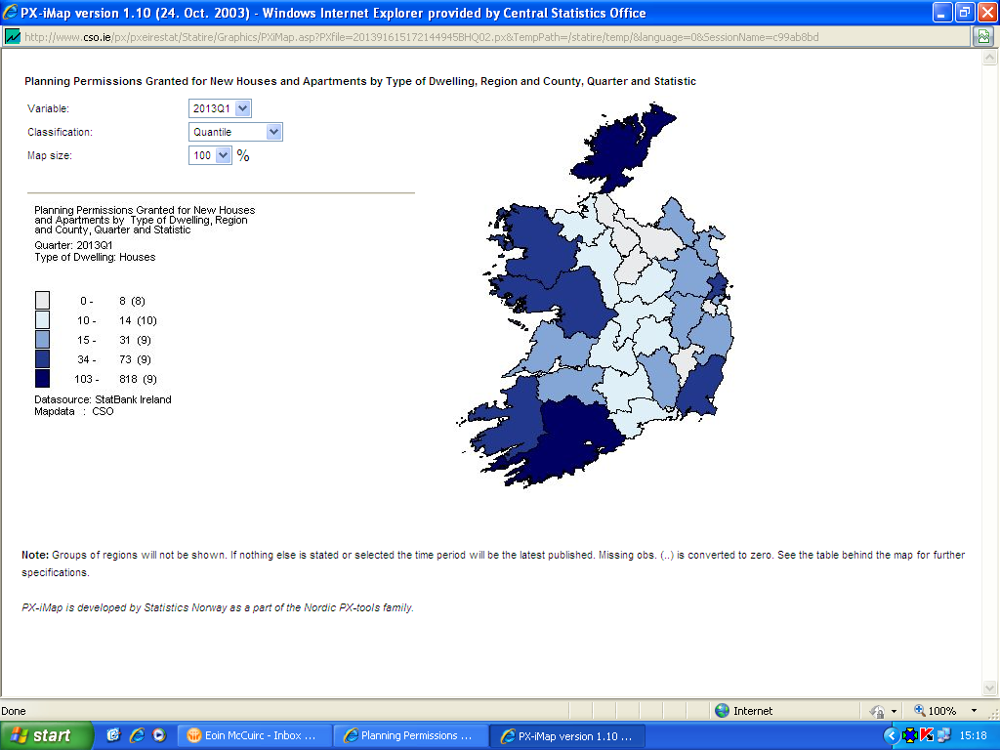 PX-iMap version 1.10 (24. Oct. 2003) - Windows Internet Explorer provided by Central Statistics Office
http://www.cso.ie/px/pxeirestat/Statire/Graphics/PXiMap.asp?PXfile=201391615172144945BHQ02.px&TempPath=/statire/temp/&language=0&SessionName=c99ab8bd
Planning Permissions Granted for New Houses and Apartments by Type of Dwelling, Region and County, Quarter and Statistic
Variable: 2013Q1
Classification: Quantile
Map size: 100 %
Planning Permissions Granted for New Houses
and Apartments by Type of Dwelling, Region
and County, Quarter and Statistic
Quarter: 2013Q1
Type of Dwelling: Houses
0 - 8 (8)
10 - 14 (10)
15 - 31 (9)
34 - 73 (9)
103 - 818 (9)
Datasource: StatBank Ireland
Mapdata : CSO
Note: Groups of regions will not be shown. If nothing else is stated or selected the time period will be the latest published. Missing obs. (..) is converted to zero. See the table behind the map for further
specifications.
PX-iMap is developed by Statistics Norway as a part of the Nordic PX-tools family.
Done Internet 100%
start Eoin McCuirc - Inbox ... Planning Permissions ... PX-iMap version 1.10 ... 15:18